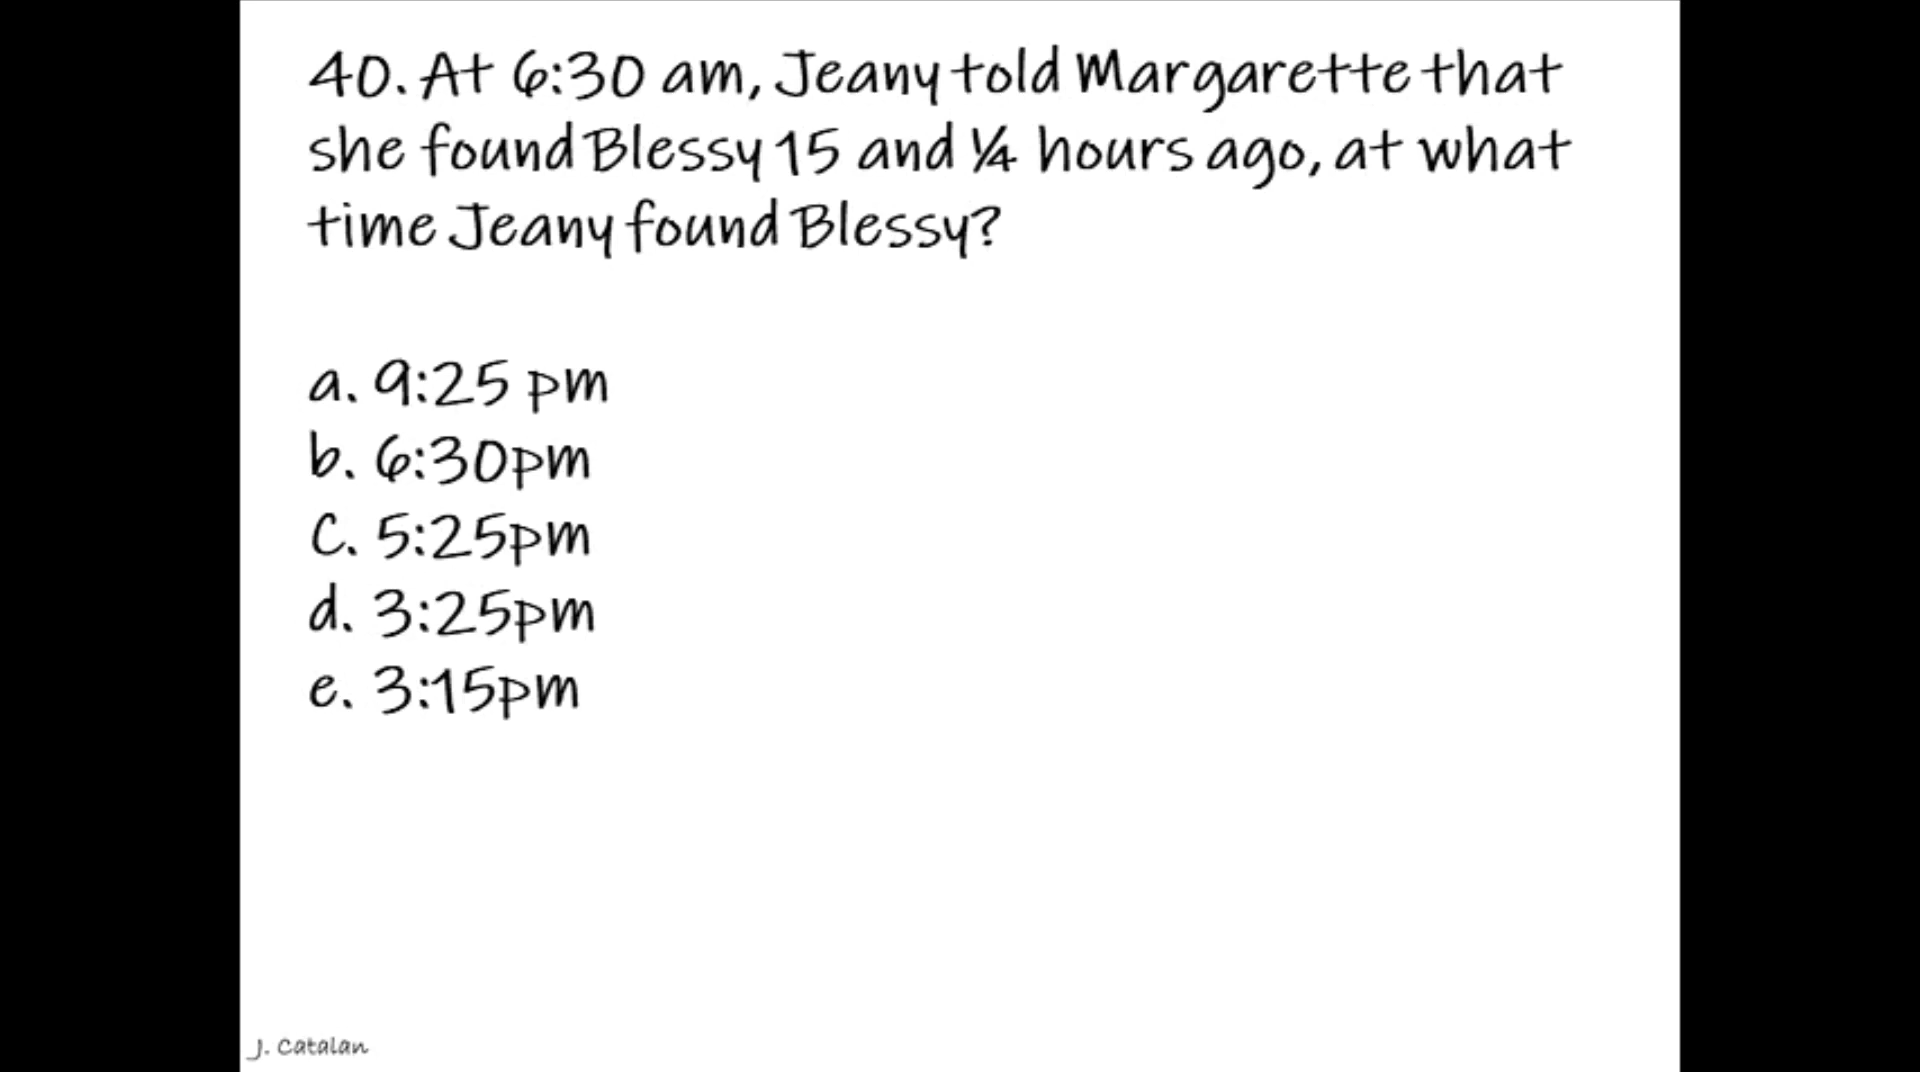 40. At 6:30 am, Jeany told Margarette that
she found Blessy 15 and ¼ hours ago, at what
time Jeany found Blessy?
a. 9:25 pm
b. 6:30pm
C. 5:25pm
d. 3:25pm
e. 3:15pm
J. Catalan